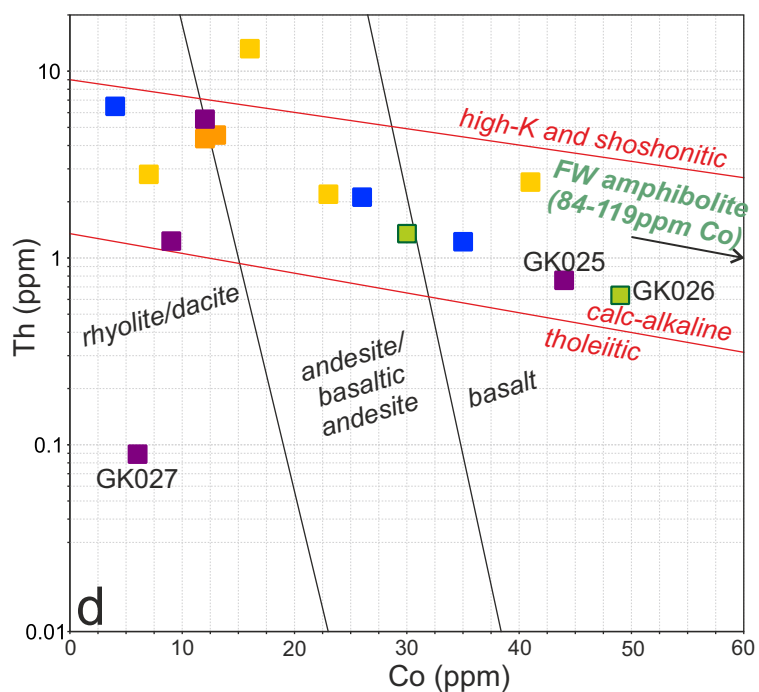 10
1
0.1
0.01
Th (ppm)
high-K and shoshonitic
FW amphibolite
(84-119ppm Co)
GK025
GK026
calc-alkaline
tholeiitic
rhyolite/dacite
andesite/
basaltic
andesite
basalt
GK027
d
0
10
20
30
40
50
60
Co (ppm)